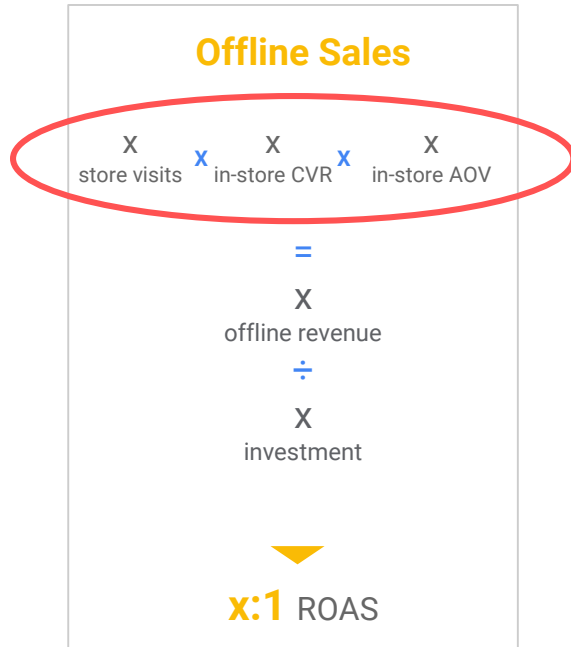 Offline Sales
X X X
store visits x in-store CVR x in-store AOV
=
X
offline revenue
÷
X
investment
x:1 ROAS